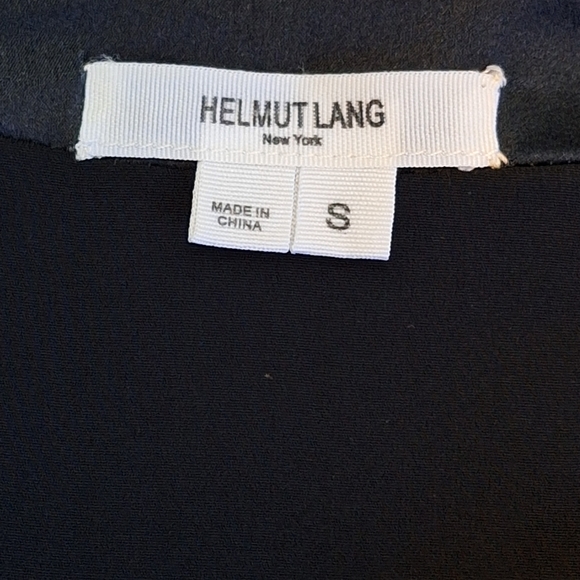 HELMUT LANG
New York
MADE IN
CHINA
S